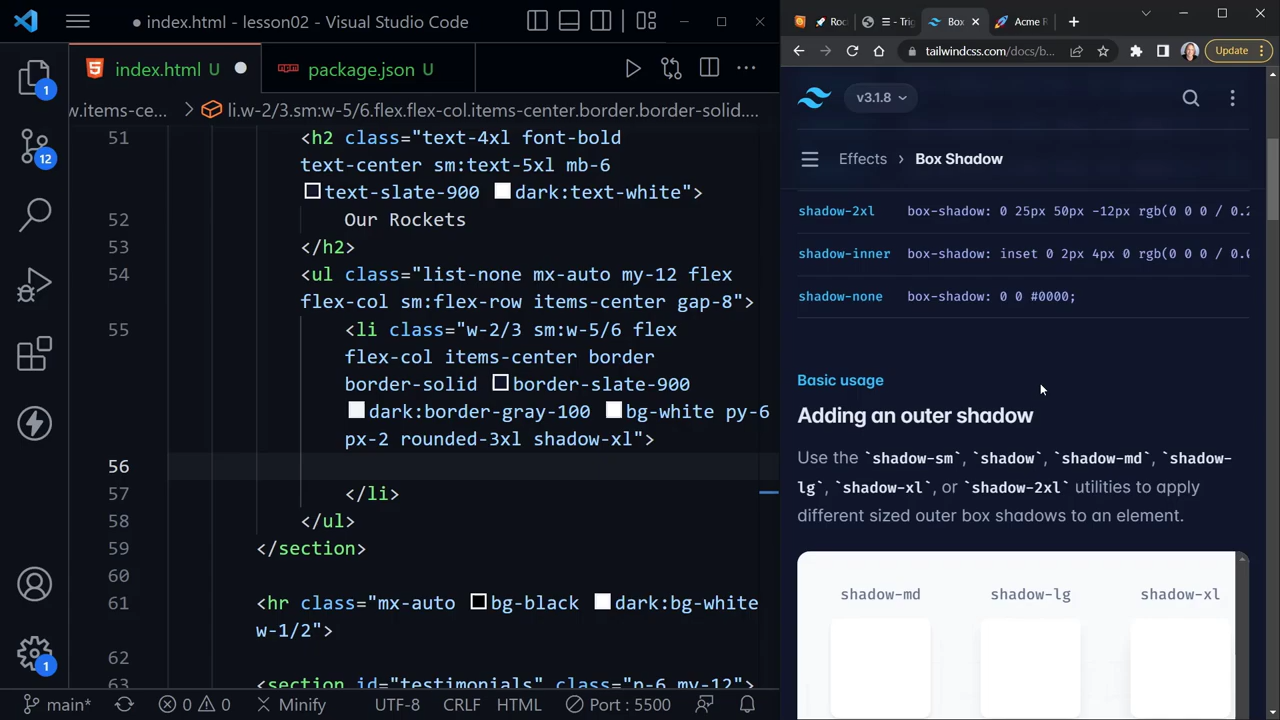 index.html - lesson02 - Visual Studio Code
index.html U
package.json U
w.items-ce...
li.w-2/3.sm:w-5/6.flex.flex-col.items-center.border.border-solid....
51 <h2 class="text-4xl font-bold
text-center sm:text-5xl mb-6
text-slate-900 dark:text-white">
52 Our Rockets
53 </h2>
54 <ul class="list-none mx-auto my-12 flex
flex-col sm:flex-row items-center gap-8">
55 <li class="w-2/3 sm:w-5/6 flex
flex-col items-center border
border-solid border-slate-900
dark:border-gray-100 bg-white py-6
px-2 rounded-3xl shadow-xl">
56
57 </li>
58 </ul>
59 </section>
60
61 <hr class="mx-auto bg-black dark:bg-white
w-1/2">
62
63 <section id="testimonials" class="p-6 my-12">
1
12
1
1
main*
0
0
Minify
UTF-8
CRLF
HTML
Port : 5500
Roc
- Trig
Box
Acme R
tailwindcss.com/docs/b...
Update
v3.1.8
Effects › Box Shadow
shadow-2xl box-shadow: 0 25px 50px -12px rgb(0 0 0 / 0.2
shadow-inner box-shadow: inset 0 2px 4px 0 rgb(0 0 0 / 0.0
shadow-none box-shadow: 0 0 #0000;
Basic usage
Adding an outer shadow
Use the `shadow-sm`, `shadow`, `shadow-md`, `shadow-
lg`, `shadow-xl`, or `shadow-2xl` utilities to apply
different sized outer box shadows to an element.
shadow-md
shadow-lg
shadow-xl